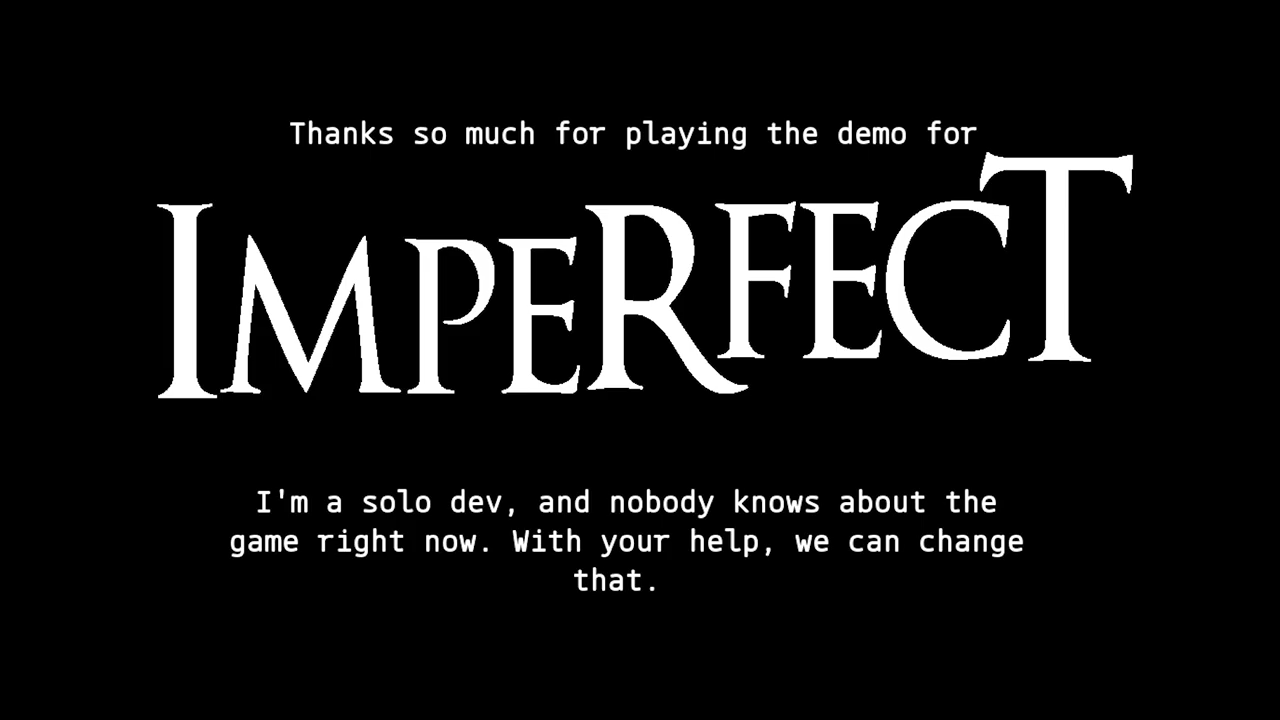 Thanks so much for playing the demo for
IMPERFECT
I'm a solo dev, and nobody knows about the
game right now. With your help, we can change
that.